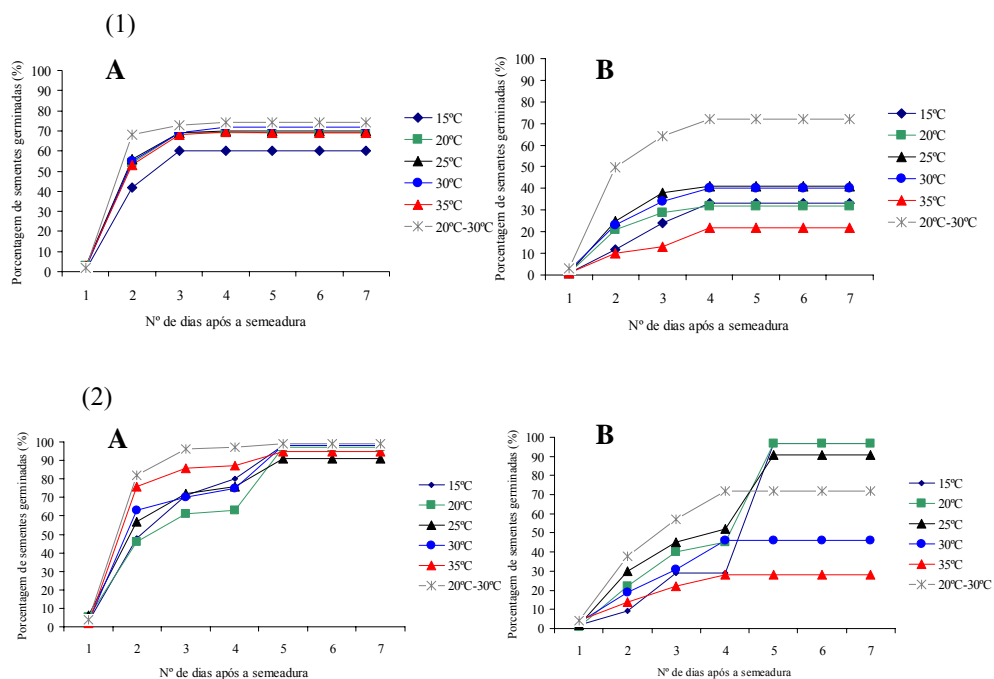 (1)
A
Porcentagem de sementes germinadas (%)
100
90
80
70
60
50
40
30
20
10
0
1 2 3 4 5 6 7
Nº de dias após a semeadura
15ºC
20ºC
25ºC
30ºC
35ºC
20ºC-30ºC
B
Porcentagem de sementes germinadas (%)
100
90
80
70
60
50
40
30
20
10
0
1 2 3 4 5 6 7
Nº de dias após a semeadura
15ºC
20ºC
25ºC
30ºC
35ºC
20ºC-30ºC
(2)
A
Porcentagem de sementes germinadas (%)
100
90
80
70
60
50
40
30
20
10
0
1 2 3 4 5 6 7
Nº de dias após a semeadura
15ºC
20ºC
25ºC
30ºC
35ºC
20ºC-30ºC
B
Porcentagem de sementes germinadas (%)
100
90
80
70
60
50
40
30
20
10
0
1 2 3 4 5 6 7
Nº de dias após a semeadura
15ºC
20ºC
25ºC
30ºC
35ºC
20ºC-30ºC